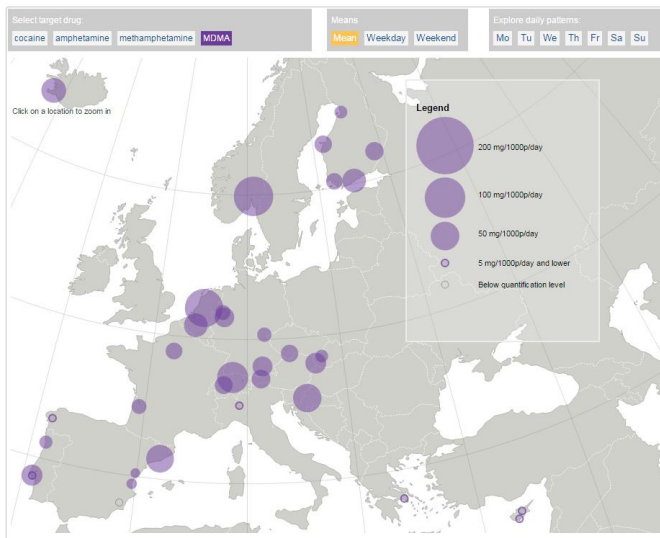 Select target drug:
cocaine amphetamine methamphetamine MDMA
Means
Mean Weekday Weekend
Explore daily patterns:
Mo Tu We Th Fr Sa Su
Click on a location to zoom in
Legend
200 mg/1000p/day
100 mg/1000p/day
50 mg/1000p/day
5 mg/1000p/day and lower
Below quantification level